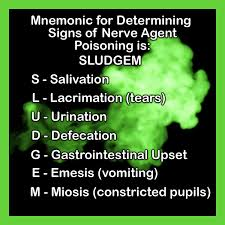 Mnemonic for Determining
Signs of Nerve Agent
Poisoning is:
SLUDGEM
S - Salivation
L - Lacrimation (tears)
U - Urination
D - Defecation
G - Gastrointestinal Upset
E - Emesis (vomiting)
M - Miosis (constricted pupils)